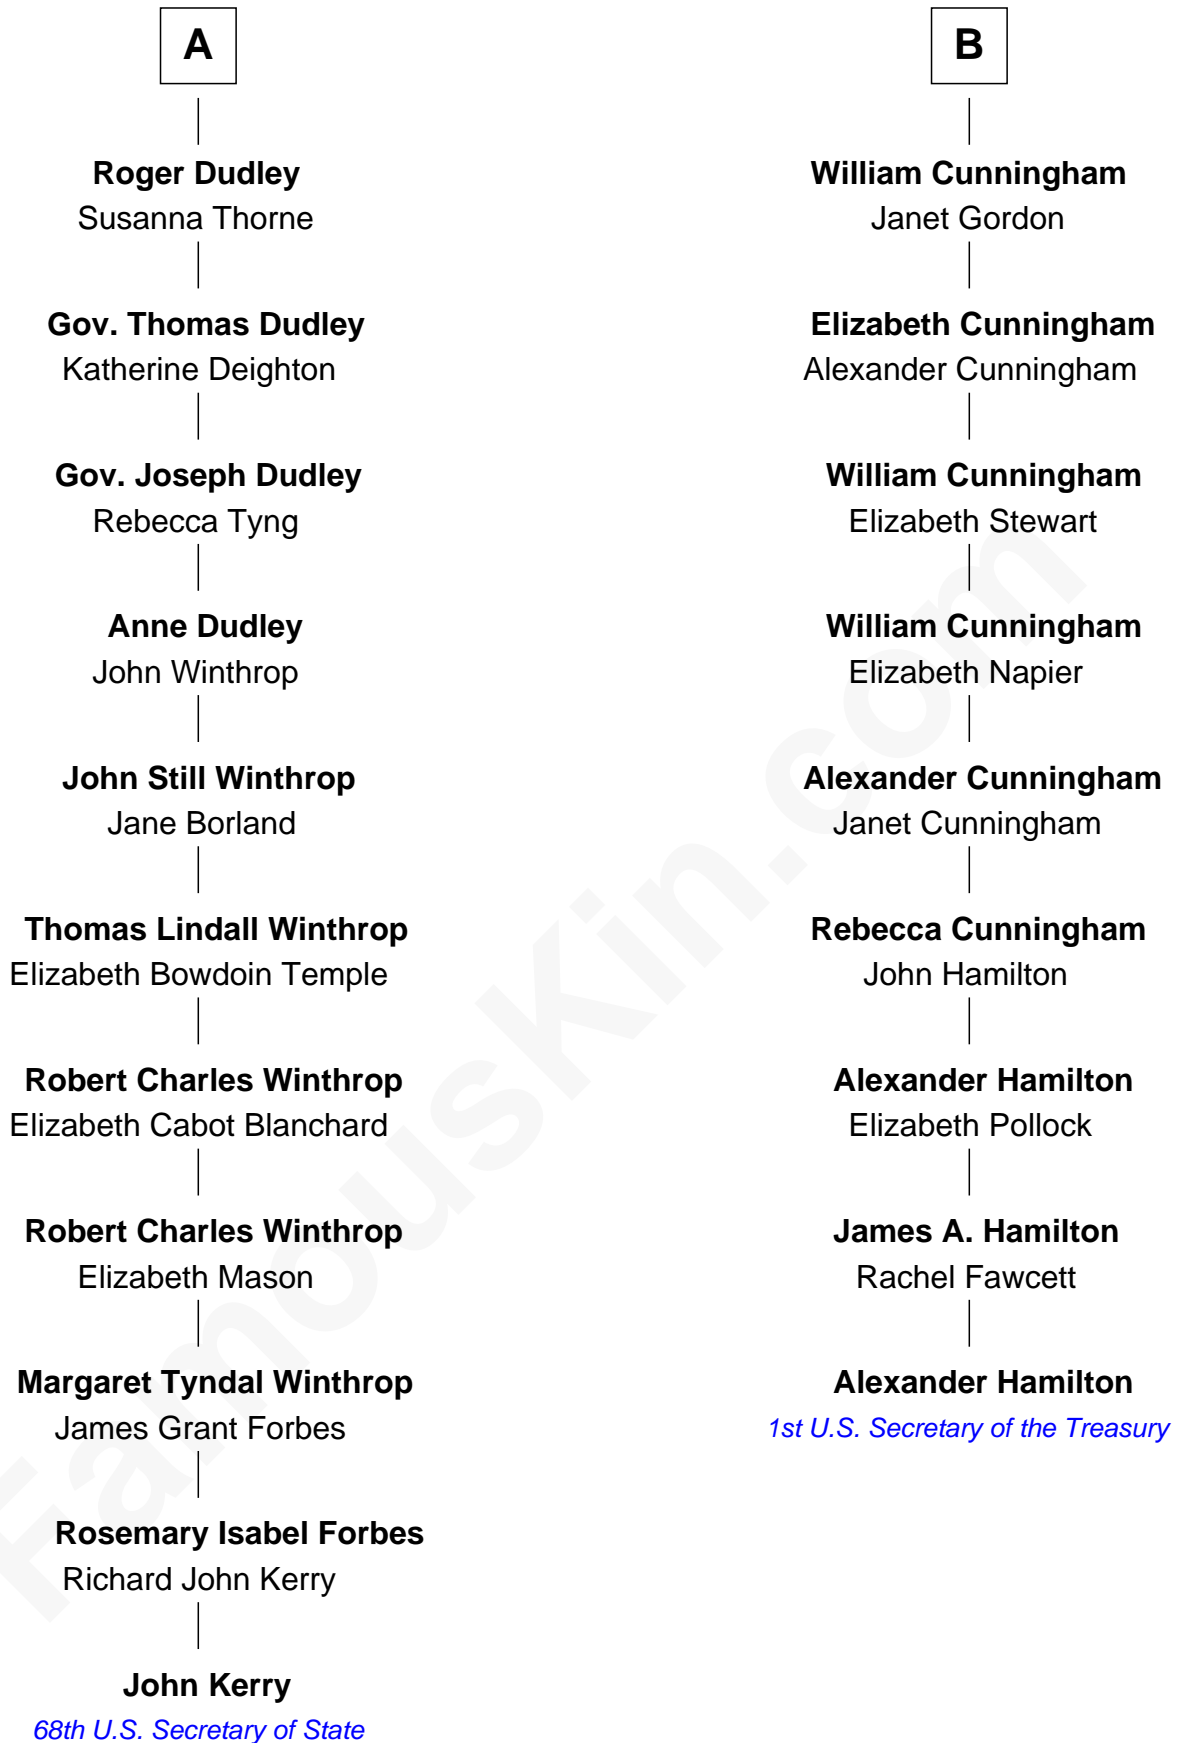 A
Roger Dudley
Susanna Thorne
Gov. Thomas Dudley
Katherine Deighton
Gov. Joseph Dudley
Rebecca Tyng
Anne Dudley
John Winthrop
John Still Winthrop
Jane Borland
Thomas Lindall Winthrop
Elizabeth Bowdoin Temple
Robert Charles Winthrop
Elizabeth Cabot Blanchard
Robert Charles Winthrop
Elizabeth Mason
Margaret Tyndal Winthrop
James Grant Forbes
Rosemary Isabel Forbes
Richard John Kerry
John Kerry
68th U.S. Secretary of State
B
William Cunningham
Janet Gordon
Elizabeth Cunningham
Alexander Cunningham
William Cunningham
Elizabeth Stewart
William Cunningham
Elizabeth Napier
Alexander Cunningham
Janet Cunningham
Rebecca Cunningham
John Hamilton
Alexander Hamilton
Elizabeth Pollock
James A. Hamilton
Rachel Fawcett
Alexander Hamilton
1st U.S. Secretary of the Treasury
FamousKin.com